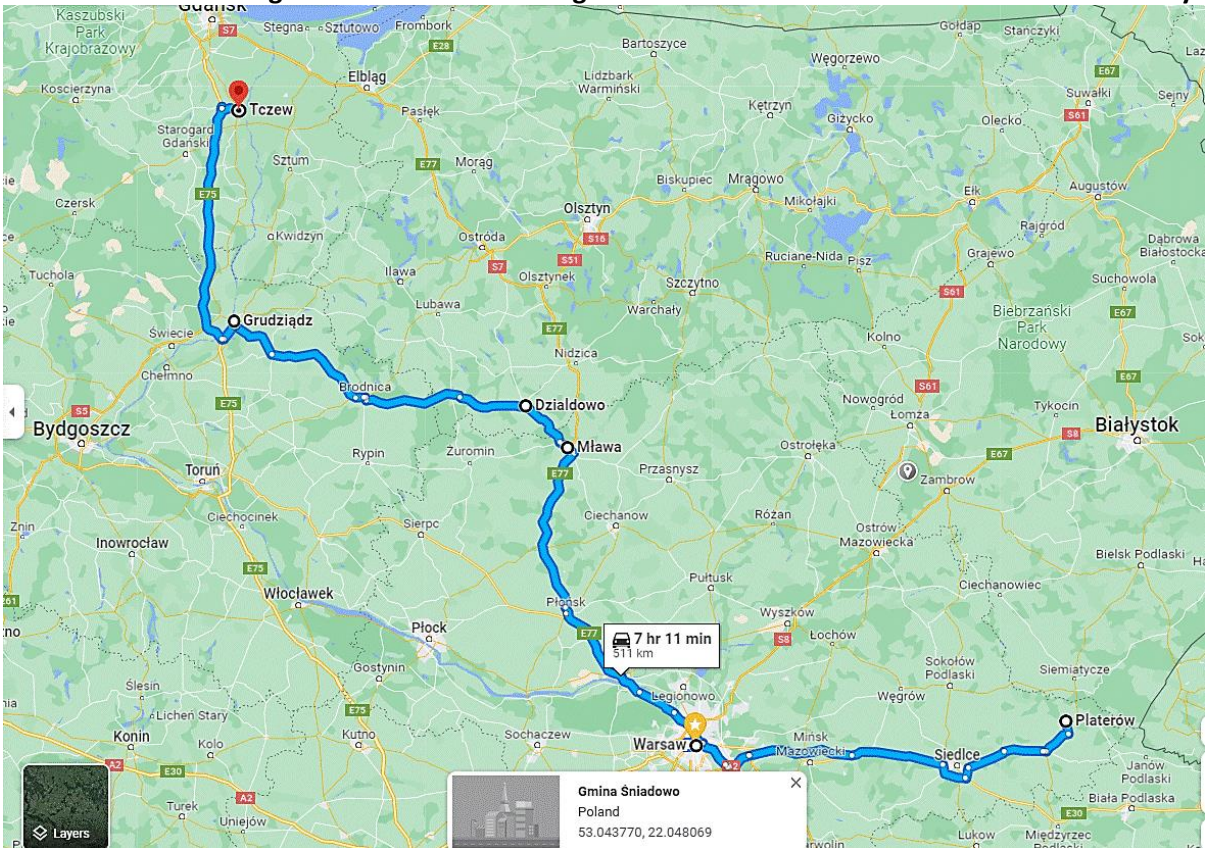 Gdańsk
Kaszubski
Park
Krajobrazowy
S7
Stegna
Sztutowo
Frombork
E28
Bartoszyce
Gołdap
Stanczyki
Węgorzewo
E67
Kościerzyna
Elbląg
Lidzbark
Warmiński
Suwałki
Sejny
Tczew
Pasłęk
Kętrzyn
Giżycko
Olecko
S61
Starogard
Gdański
Sztum
E77
Morąg
Biskupiec
Mrągowo
Mikołajki
Ełk
Augustów
E75
Czersk
Olsztyn
Kwidzyn
Ostróda
S16
Rajgród
Dąbrowa
Białostocka
S7
S51
Olsztynek
Ruciane-Nida
Pisz
Grajewo
Tuchola
Iława
Szczytno
Suchowola
S61
Lubawa
Warchały
Biebrzański
Park
Narodowy
E67
Grudziądz
Świecie
E77
Kolno
Nidzica
Chełmno
Brodnica
S61
E67
S5
E75
Dzialdowo
Nowogród
Łomża
Tykocin
Bydgoszcz
S8
Białystok
Rypin
Zuromin
Mława
Ostrołęka
E67
Toruń
E77
Przasnysz
Zambrow
Ciechocinek
Sierpc
Ciechanow
Różan
Ostrów
Mazowiecka
Inowrocław
Bielsk Podlaski
E75
Pułtusk
Ciechanowiec
Włocławek
Płońsk
Wyszków
Płock
E77
7 hr 11 min
511 km
S8
Łochów
Gostynin
Sokołów
Podlaski
Siemiatycze
Ślesin
Legionowo
Węgrów
Licheń Stary
E75
Platerów
Konin
Koło
Kutno
Sochaczew
Warsaw
Mińsk
Mazowiecki
Siedlce
A2
E30
Janów
Podlaski
Gmina Śniadowo
Poland
53.043770, 22.048069
Biała Podlaska
A2
Turek
Uniejów
E30
Layers
Lukow
Międzyrzec